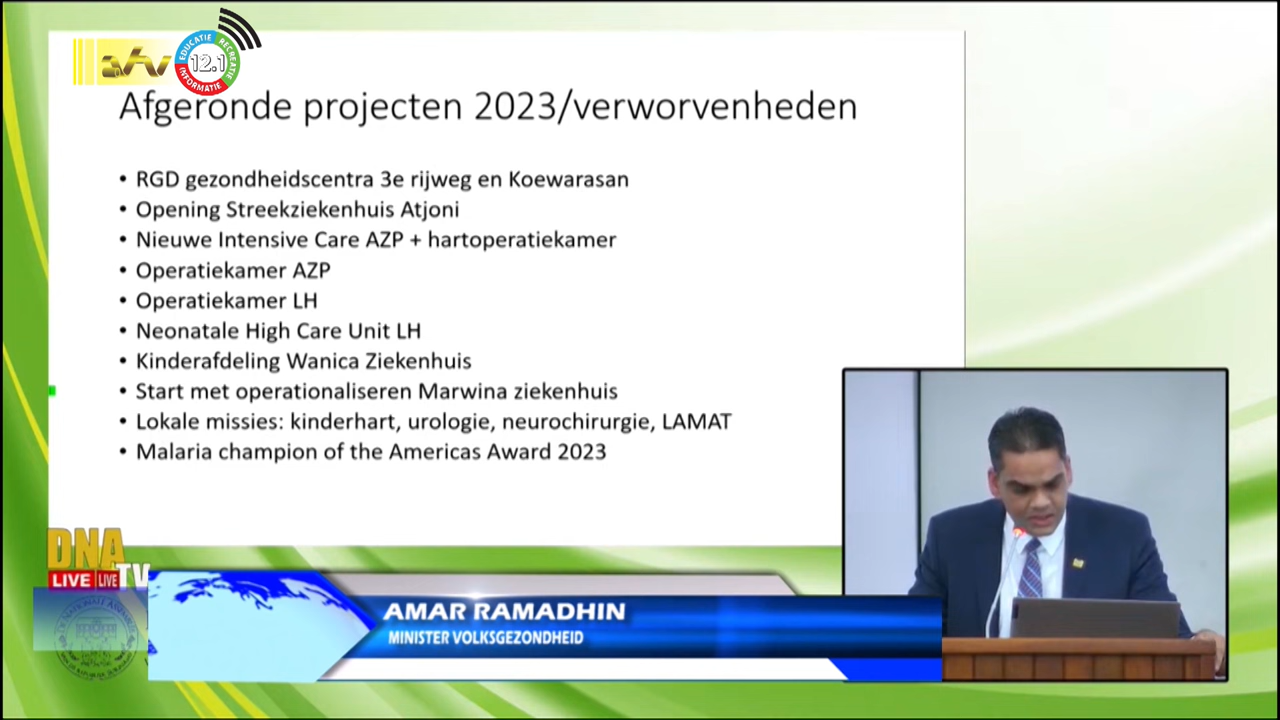 atv
EDUCATIE
RECREATIE
INFORMATIE
12.1
Afgeronde projecten 2023/verworvenheden
• RGD gezondheidscentra 3e rijweg en Koewarasan
• Opening Streekziekenhuis Atjoni
• Nieuwe Intensive Care AZP + hartoperatiekamer
• Operatiekamer AZP
• Operatiekamer LH
• Neonatale High Care Unit LH
• Kinderafdeling Wanica Ziekenhuis
• Start met operationaliseren Marwina ziekenhuis
• Lokale missies: kinderhart, urologie, neurochirurgie, LAMAT
• Malaria champion of the Americas Award 2023
DNA
LIVE LIVE TV
AMAR RAMADHIN
MINISTER VOLKSGEZONDHEID